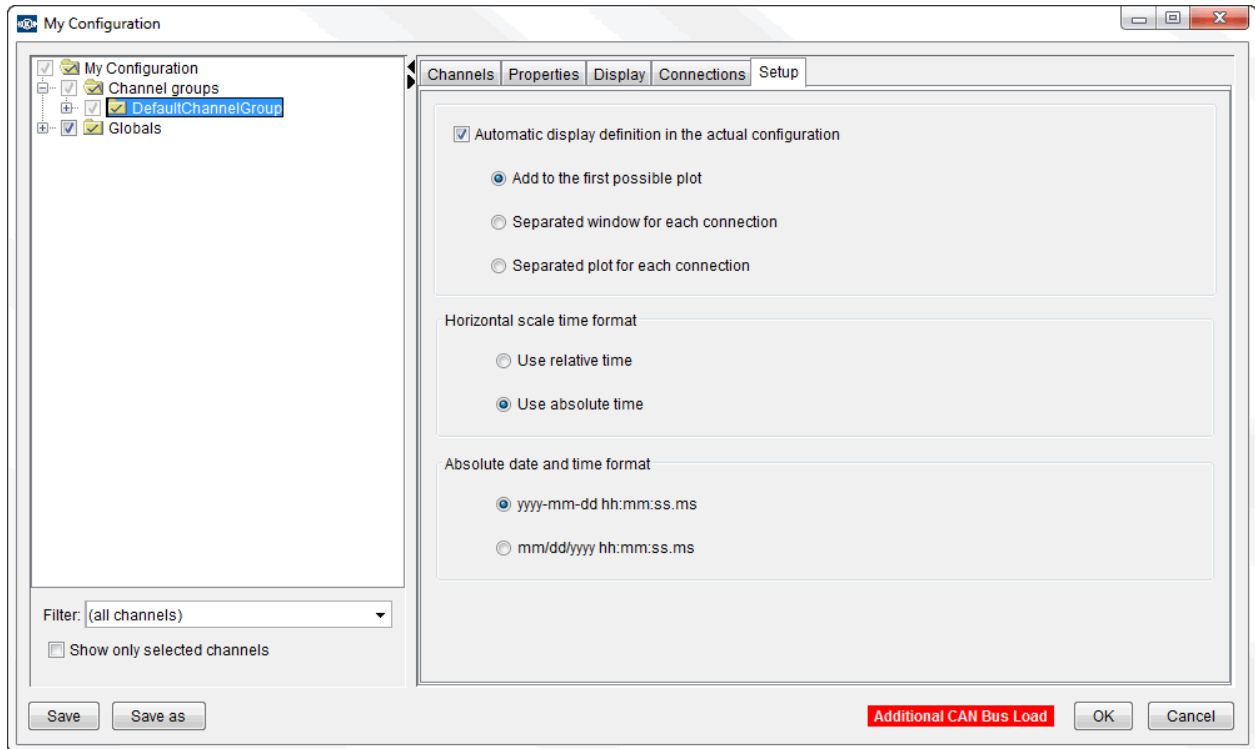 My Configuration
My Configuration
Channel groups
DefaultChannelGroup
Globals
Filter: (all channels)
Show only selected channels
Channels Properties Display Connections Setup
Automatic display definition in the actual configuration
Add to the first possible plot
Separated window for each connection
Separated plot for each connection
Horizontal scale time format
Use relative time
Use absolute time
Absolute date and time format
yyyy-mm-dd hh:mm:ss.ms
mm/dd/yyyy hh:mm:ss.ms
Save Save as Additional CAN Bus Load OK Cancel